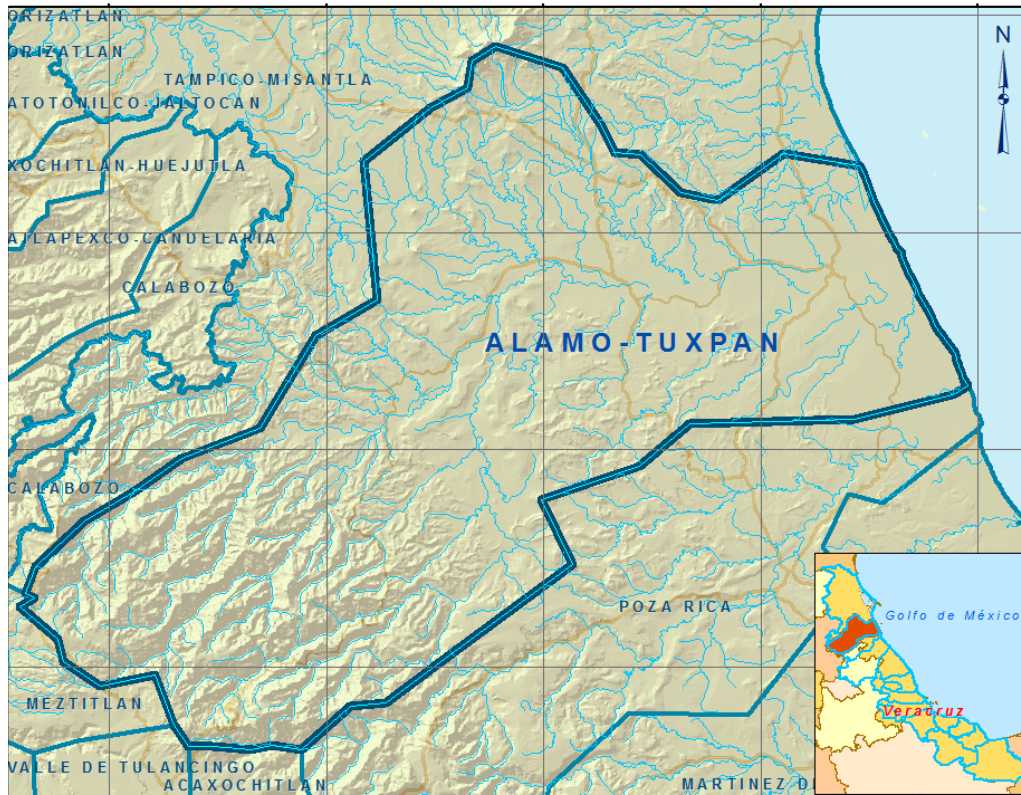 ORIZATLAN
N
ORIZATLAN
TAMPICO-MISANTLA
ATOTONILCO-JALTOCAN
XOCHITLAN-HUEJUTLA
ATLAPEXCO-CANDELARIA
CALABOZO
ALAMO-TUXPAN
CALABOZO
POZA RICA
Golfo de México
MEZTITLAN
Veracruz
VALLE DE TULANCINGO
ACAXOCHITLAN
MARTINEZ D